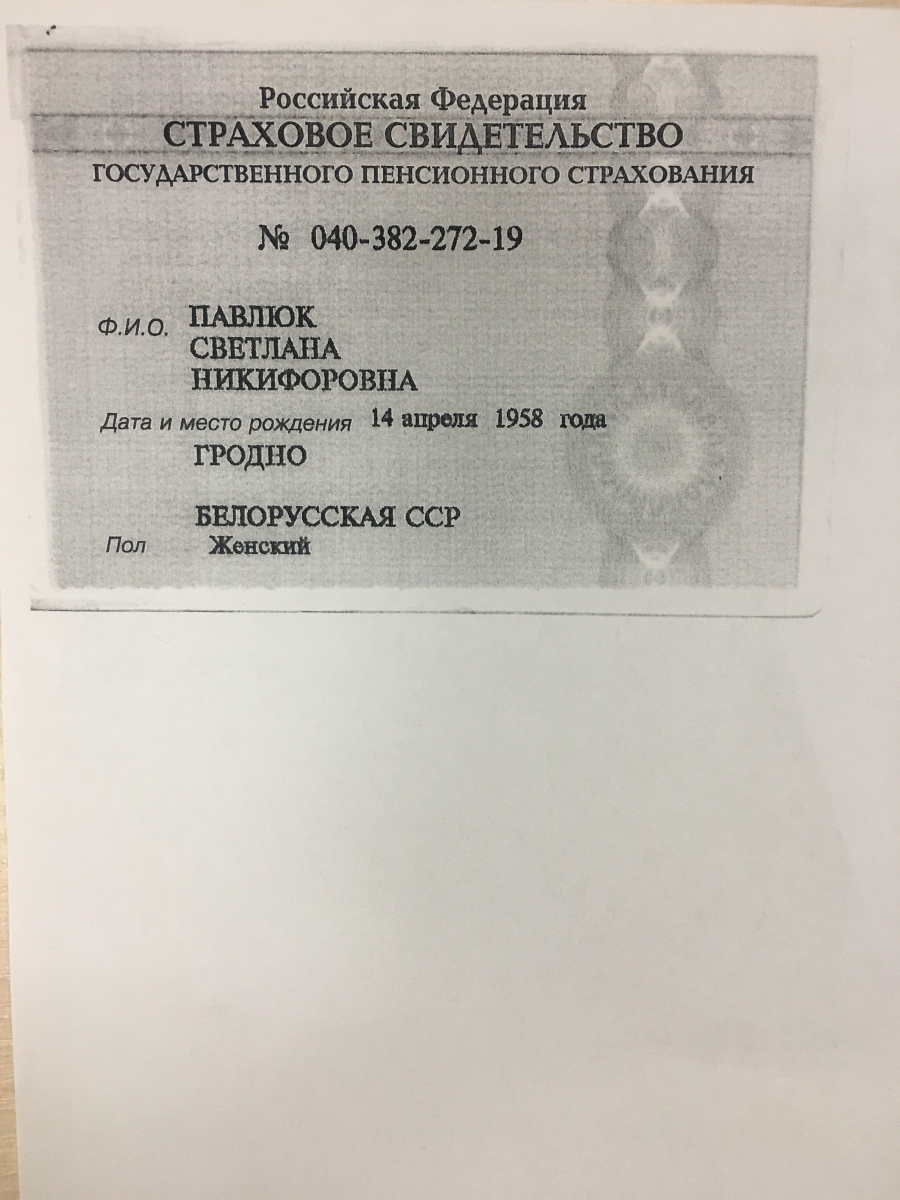 Российская Федерация
СТРАХОВОЕ СВИДЕТЕЛЬСТВО
ГОСУДАРСТВЕННОГО ПЕНСИОННОГО СТРАХОВАНИЯ
№ 040-382-272-19
Ф.И.О. ПАВЛЮК
СВЕТЛАНА
НИКИФОРОВНА
Дата и место рождения 14 апреля 1958 года
ГРОДНО
БЕЛОРУССКАЯ ССР
Пол Женский